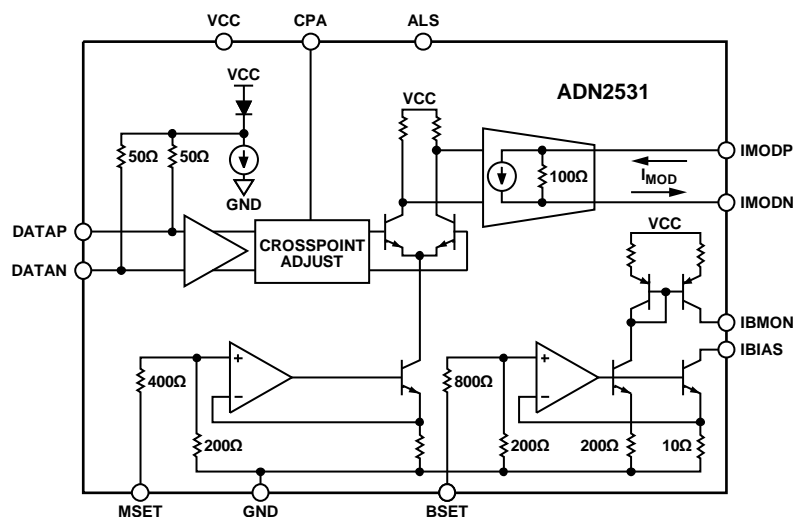 VCC CPA ALS
VCC
ADN2531
VCC
50Ω 50Ω
GND
100Ω
IMOD
IMODP
IMODN
DATAP
DATAN
CROSSPOINT
ADJUST
VCC
IBMON
IBIAS
400Ω
+
–
200Ω
800Ω
+
–
200Ω
200Ω
10Ω
MSET GND BSET